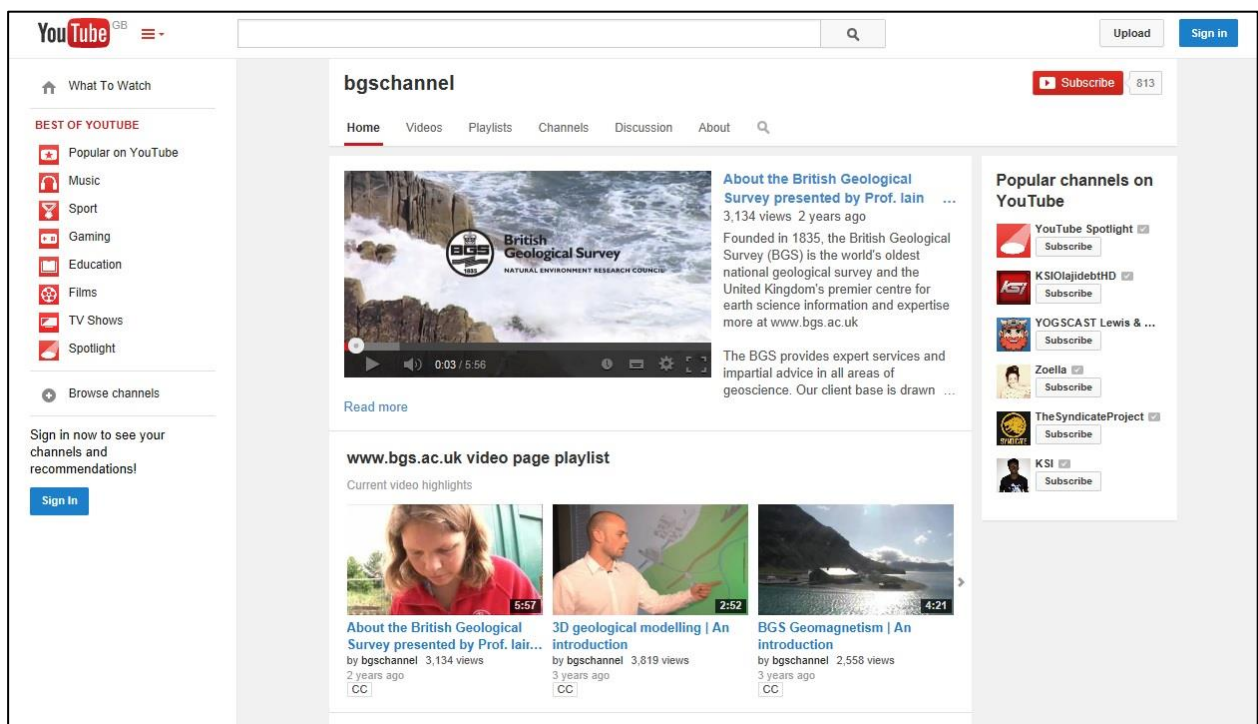 YouTube GB
Upload
Sign in
What To Watch
BEST OF YOUTUBE
Popular on YouTube
Music
Sport
Gaming
Education
Films
TV Shows
Spotlight
Browse channels
Sign in now to see your
channels and
recommendations!
Sign In
bgschannel
Subscribe 813
Home Videos Playlists Channels Discussion About
BGS
1835
British
Geological Survey
NATURAL ENVIRONMENT RESEARCH COUNCIL
0:03 / 5:56
About the British Geological
Survey presented by Prof. Iain ...
3,134 views 2 years ago
Founded in 1835, the British Geological
Survey (BGS) is the world's oldest
national geological survey and the
United Kingdom's premier centre for
earth science information and expertise
more at www.bgs.ac.uk
The BGS provides expert services and
impartial advice in all areas of
geoscience. Our client base is drawn ...
Read more
www.bgs.ac.uk video page playlist
Current video highlights
5:57
About the British Geological
Survey presented by Prof. Iair...
by bgschannel 3,134 views
2 years ago
CC
2:52
3D geological modelling | An
introduction
by bgschannel 3,819 views
3 years ago
CC
4:21
BGS Geomagnetism | An
introduction
by bgschannel 2,558 views
3 years ago
CC
Popular channels on
YouTube
YouTube Spotlight
Subscribe
KSI
KSIOlajidebtHD
Subscribe
YOGSCAST Lewis & ...
Subscribe
Zoella
Subscribe
SYNDICATE
TheSyndicateProject
Subscribe
KSI
Subscribe